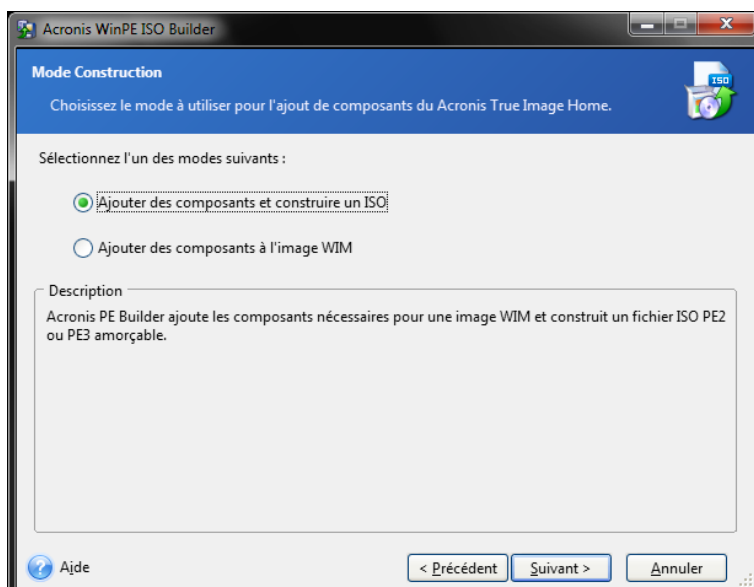 Acronis WinPE ISO Builder
Mode Construction
Choisissez le mode à utiliser pour l'ajout de composants du Acronis True Image Home.
ISO
Sélectionnez l'un des modes suivants :
Ajouter des composants et construire un ISO
Ajouter des composants à l'image WIM
Description
Acronis PE Builder ajoute les composants nécessaires pour une image WIM et construit un fichier ISO PE2
ou PE3 amorçable.
? Aide
< Précédent
Suivant >
Annuler